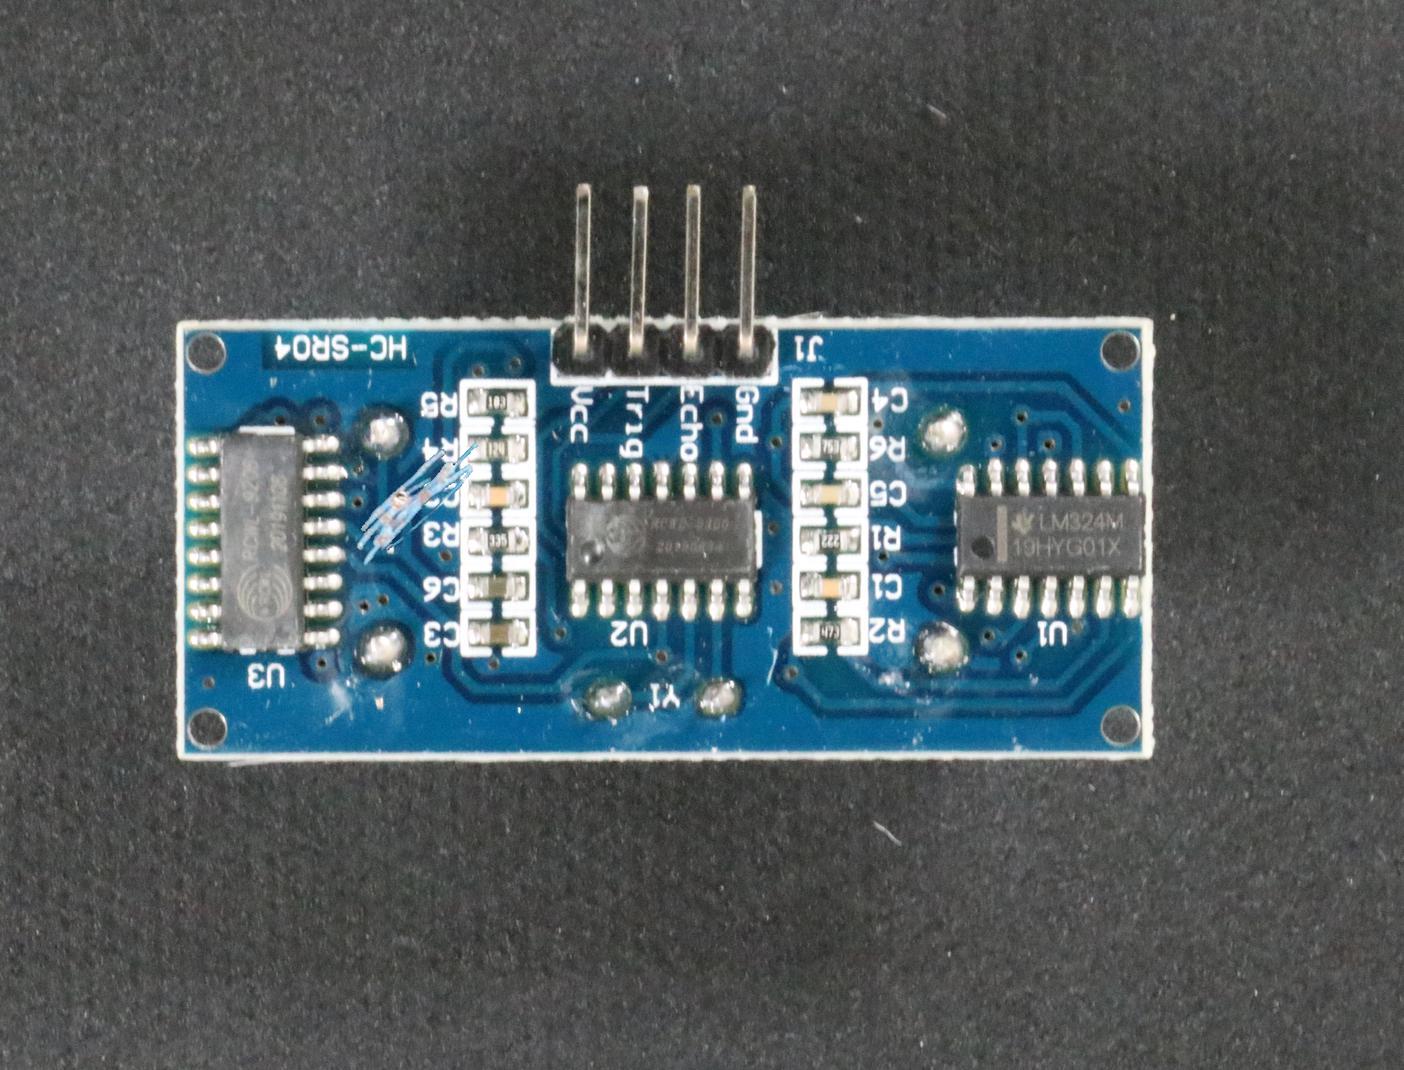 HC-SR04
J1
Vcc
Trig
Echo
Gnd
R5
103
R4
R3
335
C6
C3
C4
R6
753
C5
R1
222
C1
R2
473
U3
U2
Y1
U1
LM324M
19HYG01X